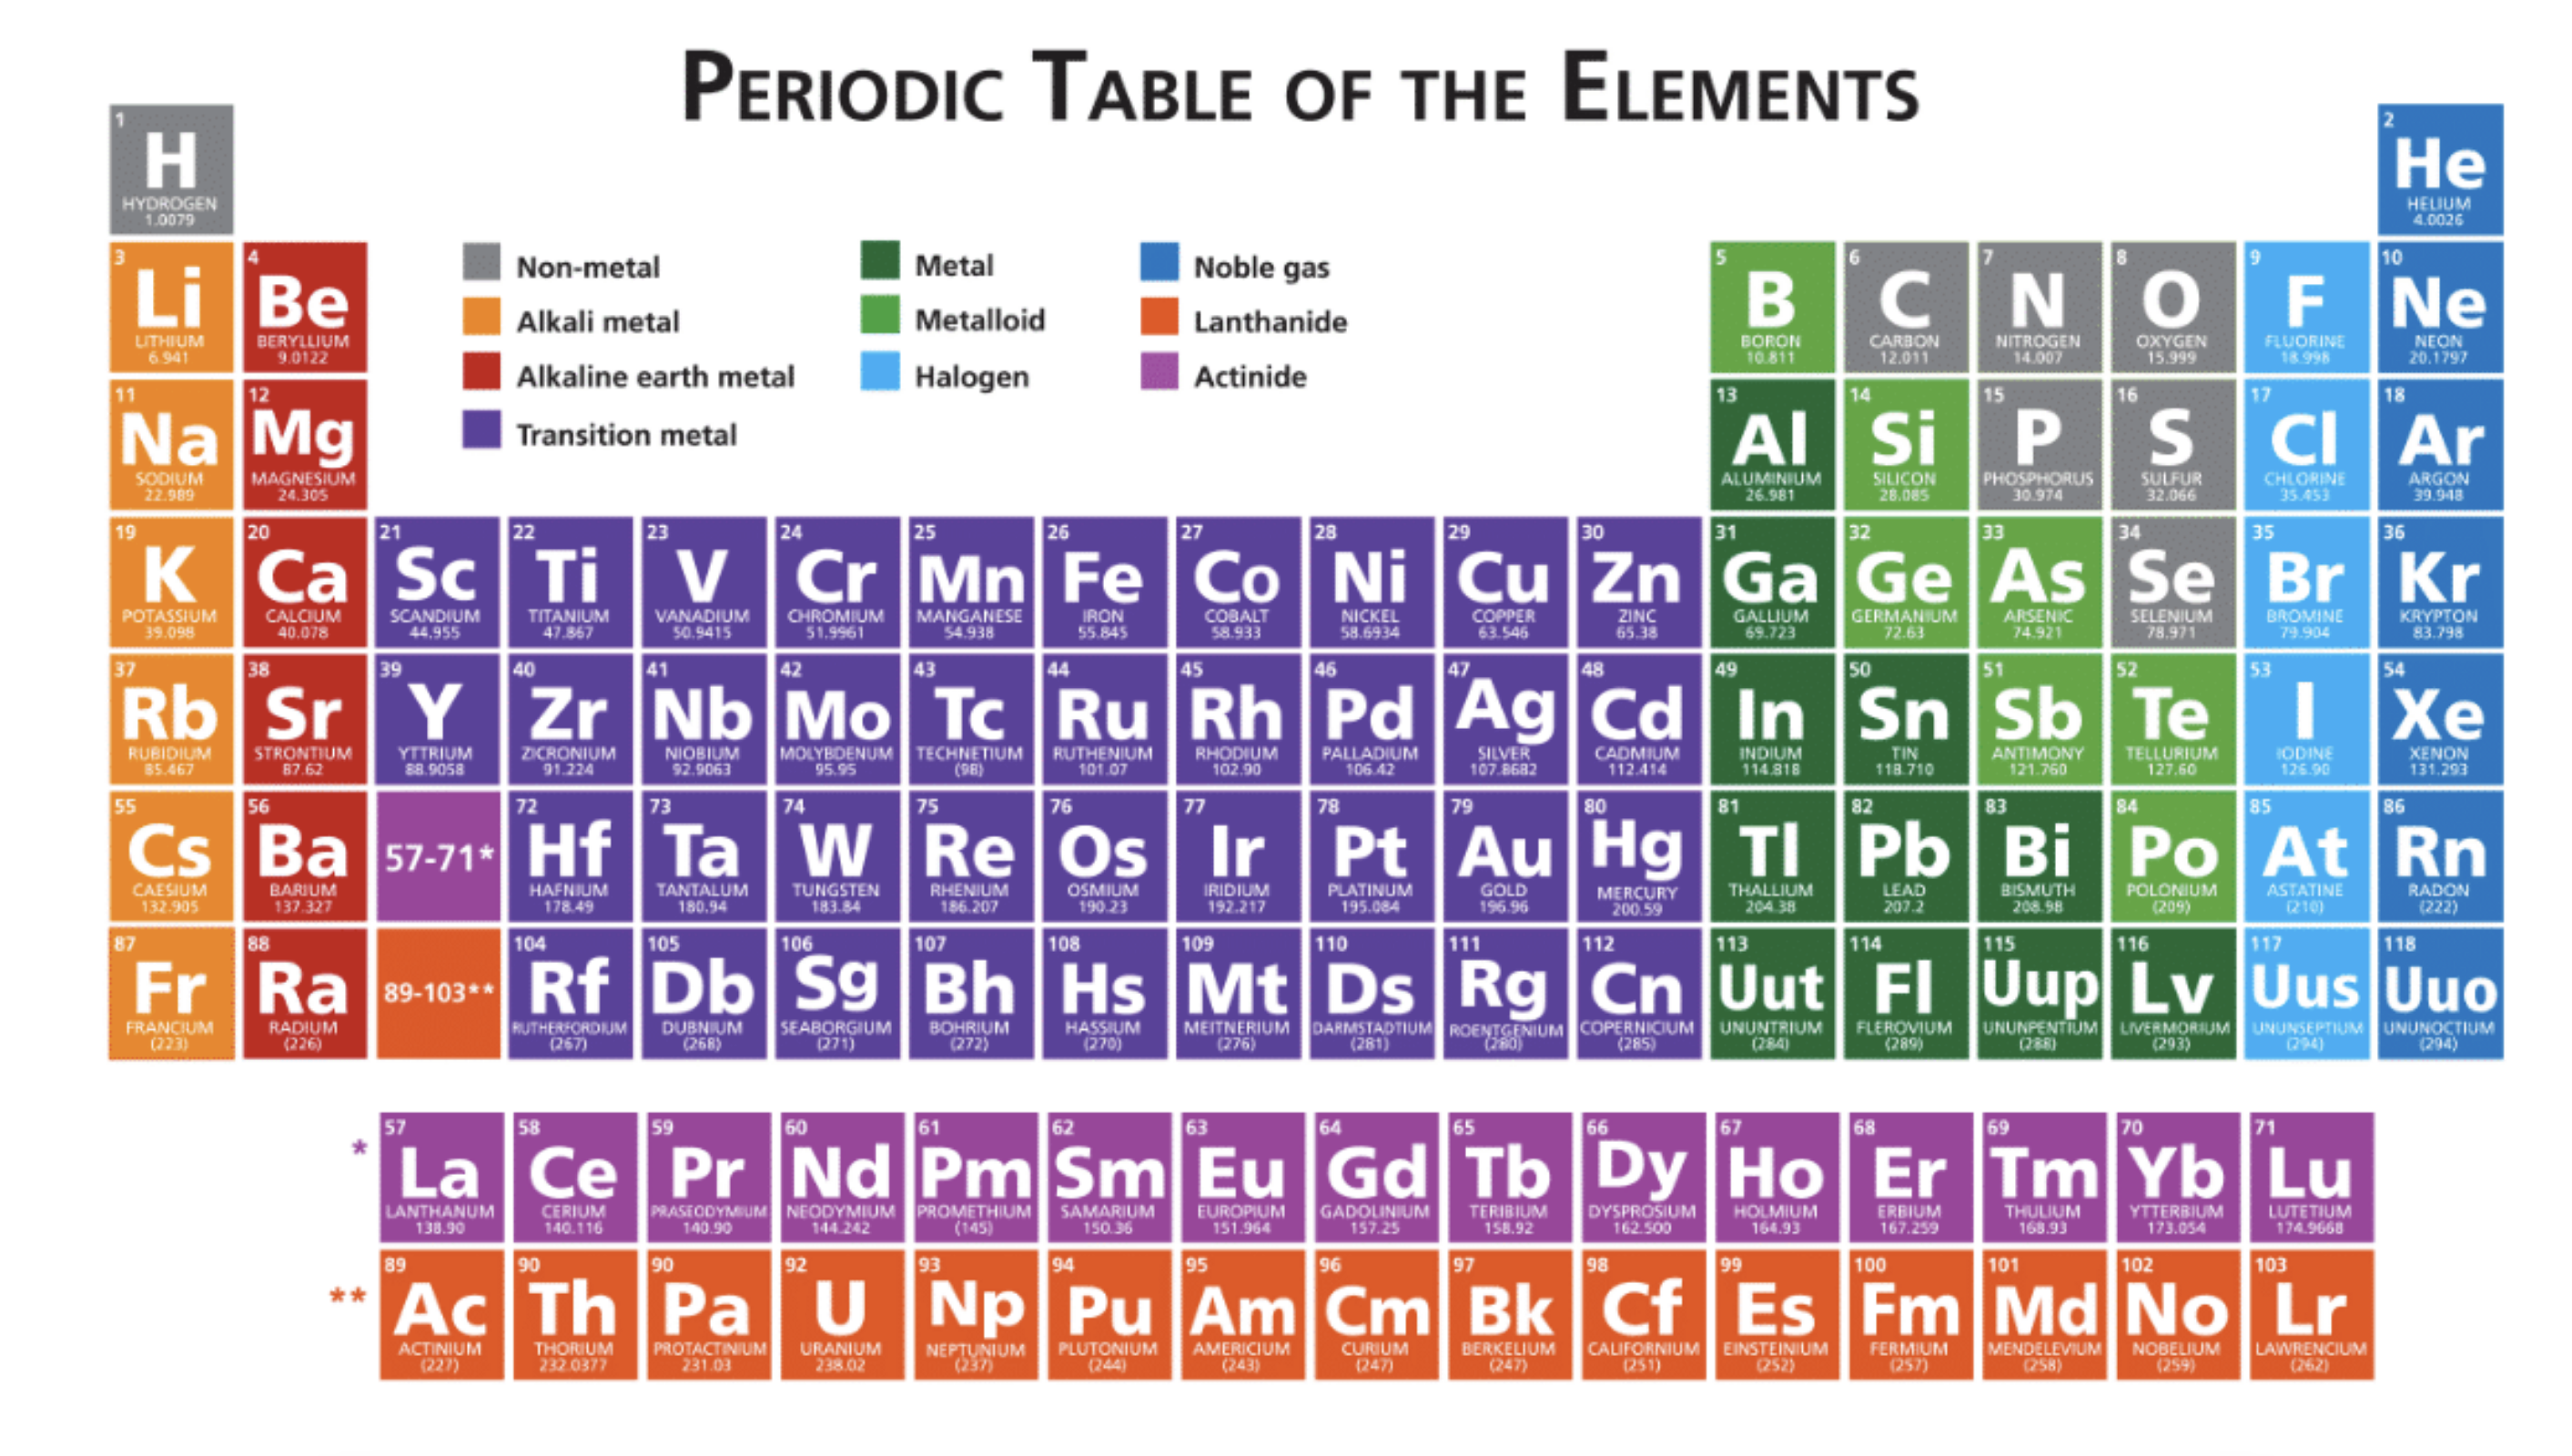 PERIODIC TABLE OF THE ELEMENTS
1
H
HYDROGEN
1.0079
2
He
HELIUM
4.0026
3
Li
LITHIUM
6.941
4
Be
BERYLLIUM
9.0122
Non-metal
Alkali metal
Alkaline earth metal
Transition metal
Metal
Metalloid
Halogen
Noble gas
Lanthanide
Actinide
5
B
BORON
10.811
6
C
CARBON
12.011
7
N
NITROGEN
14.007
8
O
OXYGEN
15.999
9
F
FLUORINE
18.998
10
Ne
NEON
20.1797
11
Na
SODIUM
22.989
12
Mg
MAGNESIUM
24.305
13
Al
ALUMINIUM
26.981
14
Si
SILICON
28.085
15
P
PHOSPHORUS
30.974
16
S
SULFUR
32.066
17
Cl
CHLORINE
35.453
18
Ar
ARGON
39.948
19
K
POTASSIUM
39.098
20
Ca
CALCIUM
40.078
21
Sc
SCANDIUM
44.955
22
Ti
TITANIUM
47.867
23
V
VANADIUM
50.9415
24
Cr
CHROMIUM
51.9961
25
Mn
MANGANESE
54.938
26
Fe
IRON
55.845
27
Co
COBALT
58.933
28
Ni
NICKEL
58.6934
29
Cu
COPPER
63.546
30
Zn
ZINC
65.38
31
Ga
GALLIUM
69.723
32
Ge
GERMANIUM
72.63
33
As
ARSENIC
74.921
34
Se
SELENIUM
78.971
35
Br
BROMINE
79.904
36
Kr
KRYPTON
83.798
37
Rb
RUBIDIUM
85.467
38
Sr
STRONTIUM
87.62
39
Y
YTTRIUM
88.9058
40
Zr
ZICRONIUM
91.224
41
Nb
NIOBIUM
92.9063
42
Mo
MOLYBDENUM
95.95
43
Tc
TECHNETIUM
(98)
44
Ru
RUTHENIUM
101.07
45
Rh
RHODIUM
102.90
46
Pd
PALLADIUM
106.42
47
Ag
SILVER
107.8682
48
Cd
CADMIUM
112.414
49
In
INDIUM
114.818
50
Sn
TIN
118.710
51
Sb
ANTIMONY
121.760
52
Te
TELLURIUM
127.60
53
I
IODINE
126.90
54
Xe
XENON
131.293
55
Cs
CAESIUM
132.905
56
Ba
BARIUM
137.327
57-71*
72
Hf
HAFNIUM
178.49
73
Ta
TANTALUM
180.94
74
W
TUNGSTEN
183.84
75
Re
RHENIUM
186.207
76
Os
OSMIUM
190.23
77
Ir
IRIDIUM
192.217
78
Pt
PLATINUM
195.084
79
Au
GOLD
196.96
80
Hg
MERCURY
200.59
81
Tl
THALLIUM
204.38
82
Pb
LEAD
207.2
83
Bi
BISMUTH
208.98
84
Po
POLONIUM
(209)
85
At
ASTATINE
(210)
86
Rn
RADON
(222)
87
Fr
FRANCIUM
(223)
88
Ra
RADIUM
(226)
89-103**
104
Rf
RUTHERFORDIUM
(267)
105
Db
DUBNIUM
(268)
106
Sg
SEABORGIUM
(271)
107
Bh
BOHRIUM
(272)
108
Hs
HASSIUM
(270)
109
Mt
MEITNERIUM
(276)
110
Ds
DARMSTADTIUM
(281)
111
Rg
ROENTGENIUM
(280)
112
Cn
COPERNICIUM
(285)
113
Uut
UNUNTRIUM
(284)
114
Fl
FLEROVIUM
(289)
115
Uup
UNUNPENTIUM
(288)
116
Lv
LIVERMORIUM
(293)
117
Uus
UNUNSEPTIUM
(294)
118
Uuo
UNUNOCTIUM
(294)
*
57
La
LANTHANUM
138.90
58
Ce
CERIUM
140.116
59
Pr
PRASEODYMIUM
140.90
60
Nd
NEODYMIUM
144.242
61
Pm
PROMETHIUM
(145)
62
Sm
SAMARIUM
150.36
63
Eu
EUROPIUM
151.964
64
Gd
GADOLINIUM
157.25
65
Tb
TERIBIUM
158.92
66
Dy
DYSPROSIUM
162.500
67
Ho
HOLMIUM
164.93
68
Er
ERBIUM
167.259
69
Tm
THULIUM
168.93
70
Yb
YTTERBIUM
173.054
71
Lu
LUTETIUM
174.9668
**
89
Ac
ACTINIUM
(227)
90
Th
THORIUM
232.0377
90
Pa
PROTACTINIUM
231.03
92
U
URANIUM
238.02
93
Np
NEPTUNIUM
(237)
94
Pu
PLUTONIUM
(244)
95
Am
AMERICIUM
(243)
96
Cm
CURIUM
(247)
97
Bk
BERKELIUM
(247)
98
Cf
CALIFORNIUM
(251)
99
Es
EINSTEINIUM
(252)
100
Fm
FERMIUM
(257)
101
Md
MENDELEVIUM
(258)
102
No
NOBELIUM
(259)
103
Lr
LAWRENCIUM
(262)